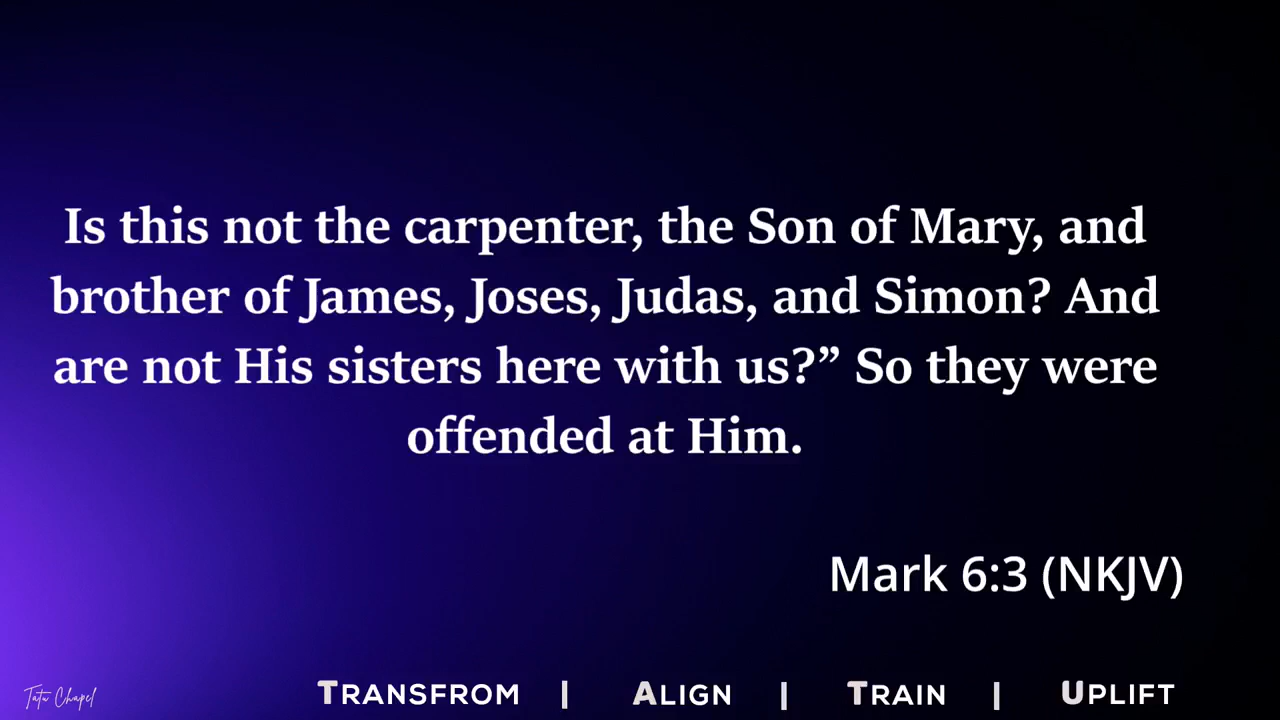 Is this not the carpenter, the Son of Mary, and
brother of James, Joses, Judas, and Simon? And
are not His sisters here with us?” So they were
offended at Him.
Mark 6:3 (NKJV)
Tatu Chapel
TRANSFROM | ALIGN | TRAIN | UPLIFT